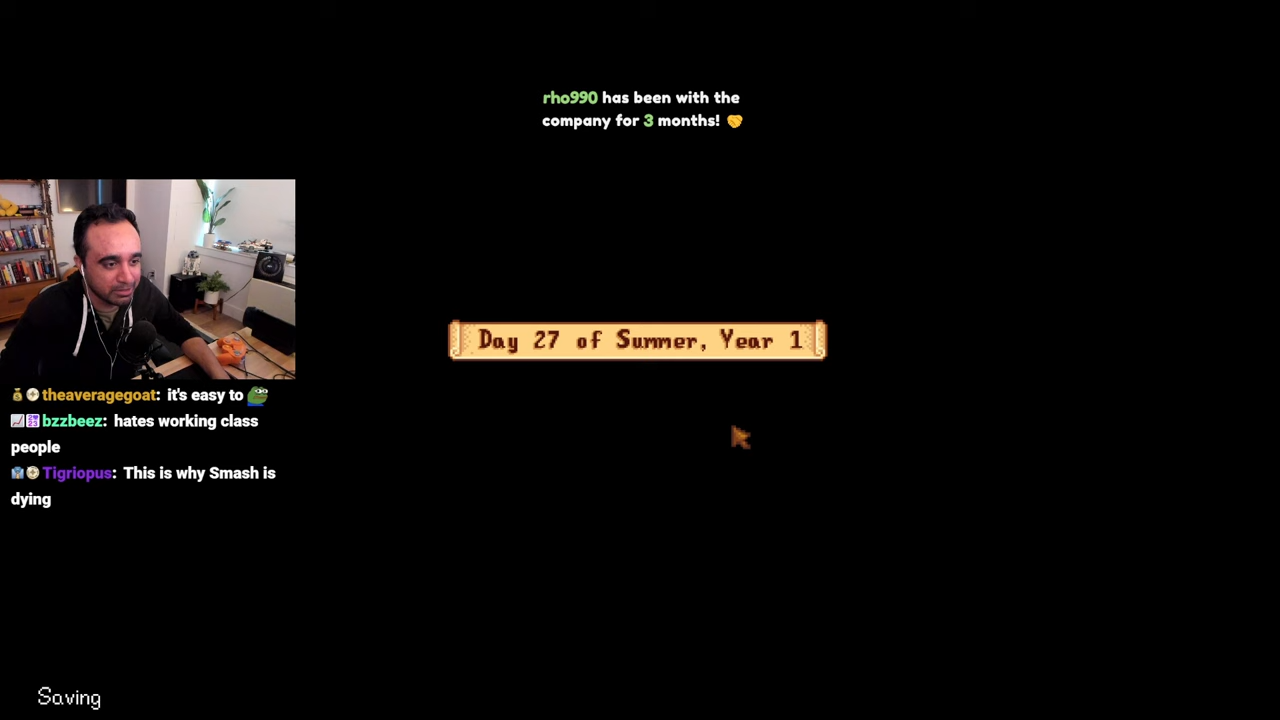 rho990 has been with the
company for 3 months!
Day 27 of Summer, Year 1
theaveragegoat: it's easy to
bzzbeez: hates working class
people
Tigriopus: This is why Smash is
dying
Saving